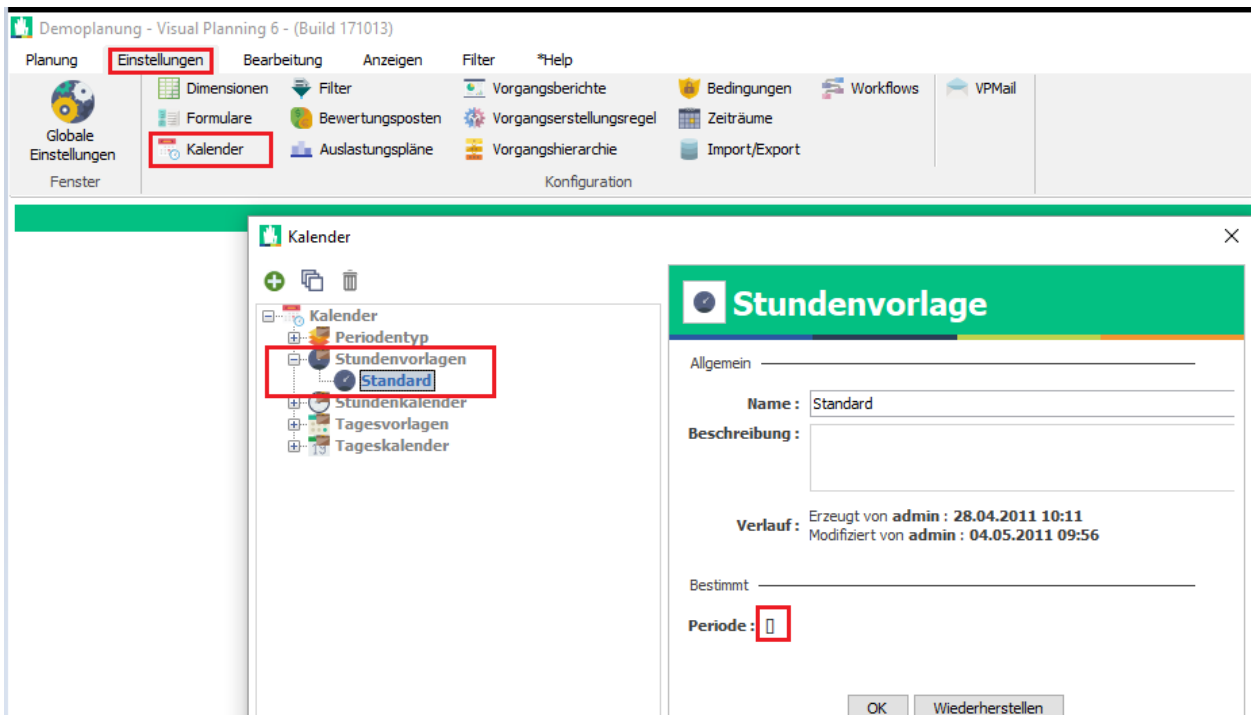 Demoplanung - Visual Planning 6 - (Build 171013)
Planung Einstellungen Bearbeitung Anzeigen Filter *Help
Globale Einstellungen
Fenster
Dimensionen Filter Vorgangsberichte Bedingungen Workflows VPMail
Formulare Bewertungsposten Vorgangserstellungsregel Zeiträume
Kalender Auslastungspläne Vorgangshierarchie Import/Export
Konfiguration
Kalender
Kalender
Periodentyp
Stundenvorlagen
Standard
Stundenkalender
Tagesvorlagen
19 Tageskalender
Stundenvorlage
Allgemein
Name : Standard
Beschreibung :
Verlauf : Erzeugt von admin : 28.04.2011 10:11
Modifiziert von admin : 04.05.2011 09:56
Bestimmt
Periode : []
OK Wiederherstellen